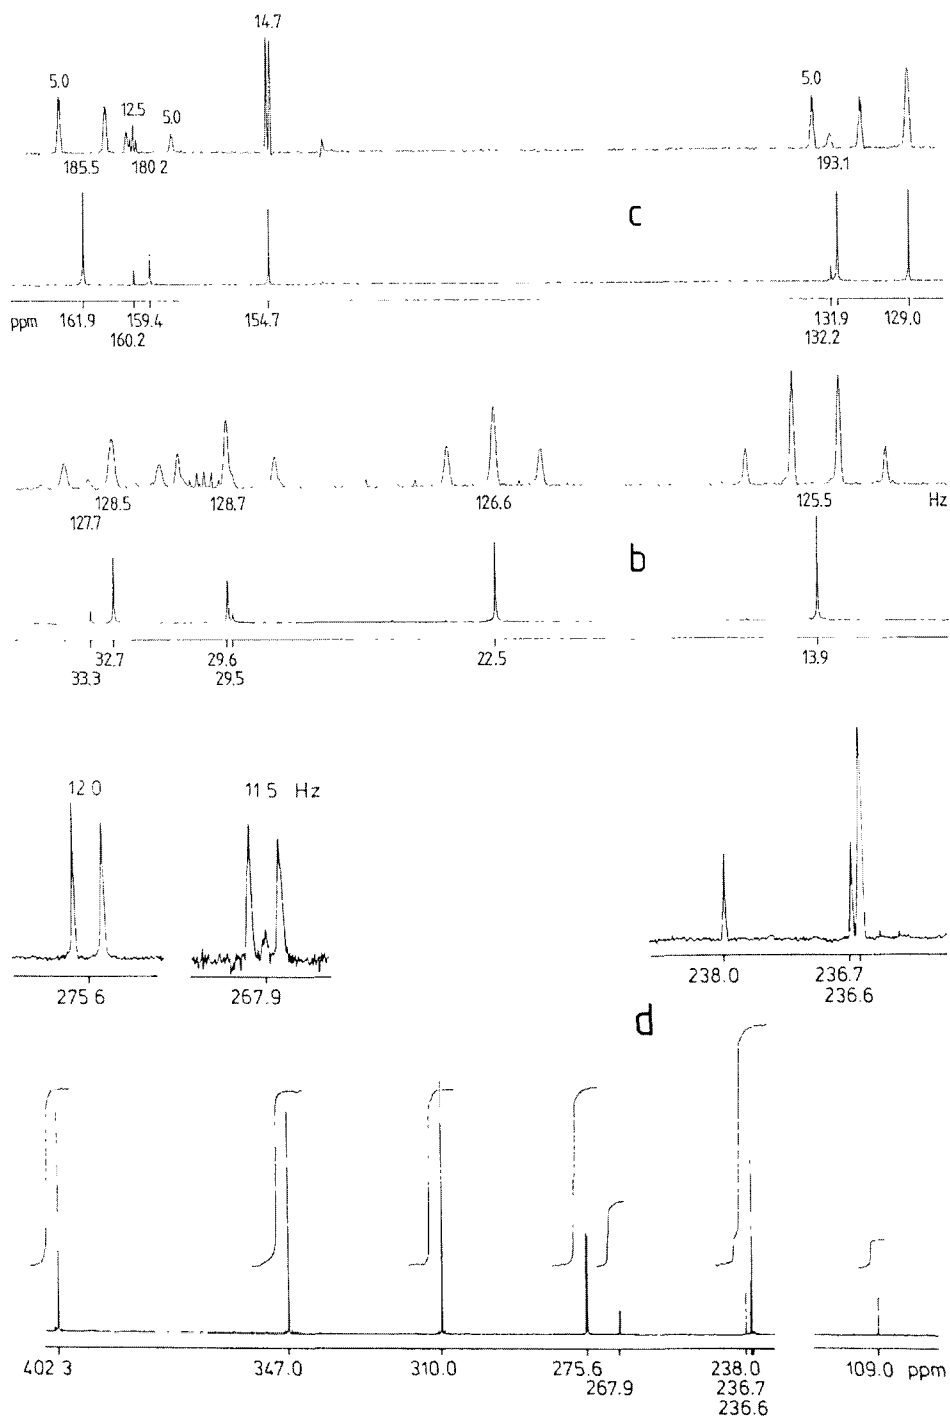 14.7
5.0 12.5 5.0 5.0
185.5 180 2 193.1
c
ppm 161.9 159.4 154.7 131.9 129.0
160.2 132.2
128.5 128.7 126.6 125.5 Hz
127.7
b
32.7 29.6 22.5 13.9
33.3 29.5
12 0 11 5 Hz
275 6 267.9 238.0 236.7
236.6
d
402 3 347.0 310.0 275.6 238.0 109.0 ppm
267.9 236.7
236.6